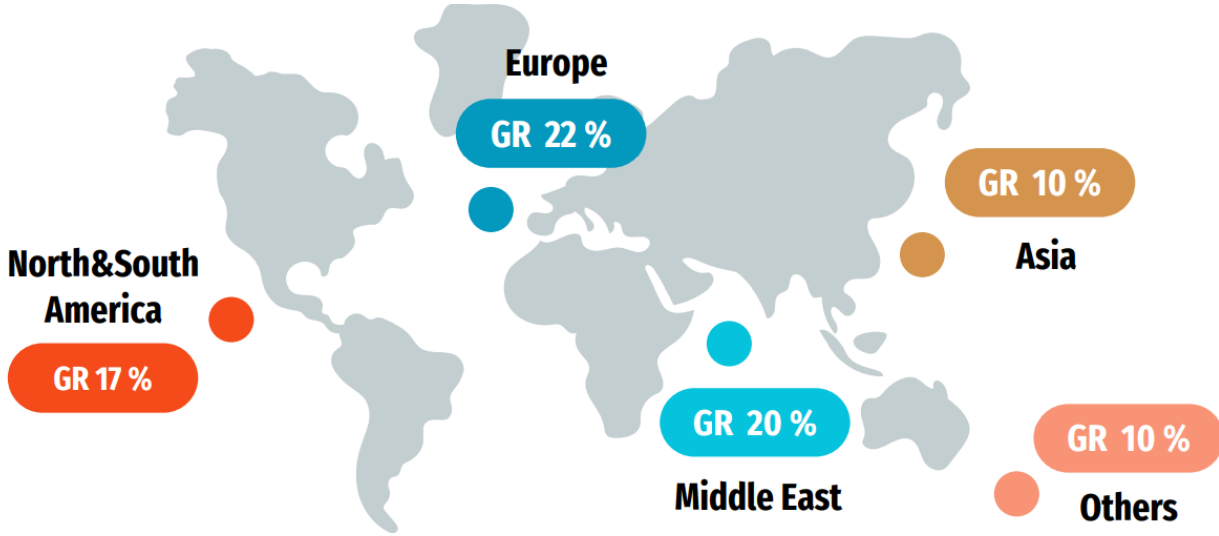 Europe
GR 22 %
GR 10 %
Asia
North&South
America
GR 17 %
GR 20 %
Middle East
GR 10 %
Others